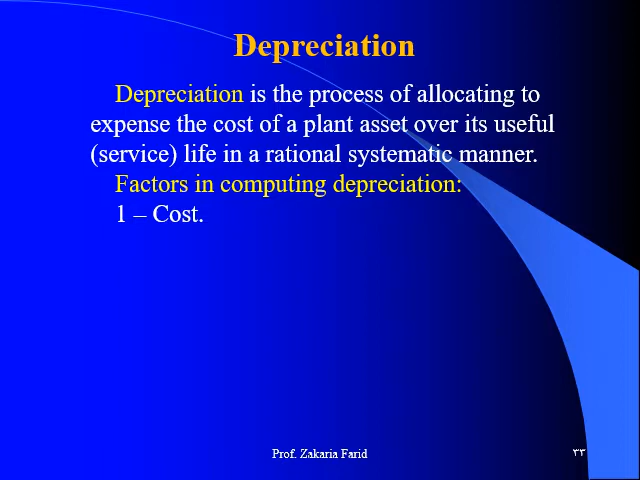 Depreciation
Depreciation is the process of allocating to
expense the cost of a plant asset over its useful
(service) life in a rational systematic manner.
Factors in computing depreciation:
1 – Cost.
Prof. Zakaria Farid
٣٣